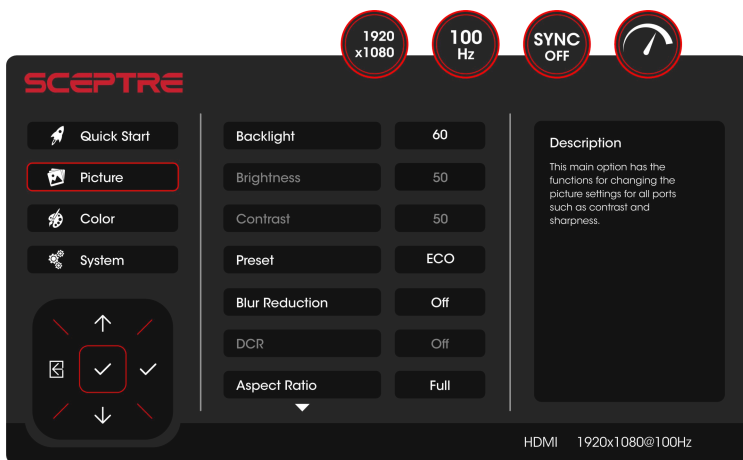 1920
x1080
100
Hz
SYNC
OFF
SCEPTRE
Quick Start
Picture
Color
System
Backlight 60
Brightness 50
Contrast 50
Preset ECO
Blur Reduction Off
DCR Off
Aspect Ratio Full
Description
This main option has the
functions for changing the
picture settings for all ports
such as contrast and
sharpness.
HDMI 1920x1080@100Hz